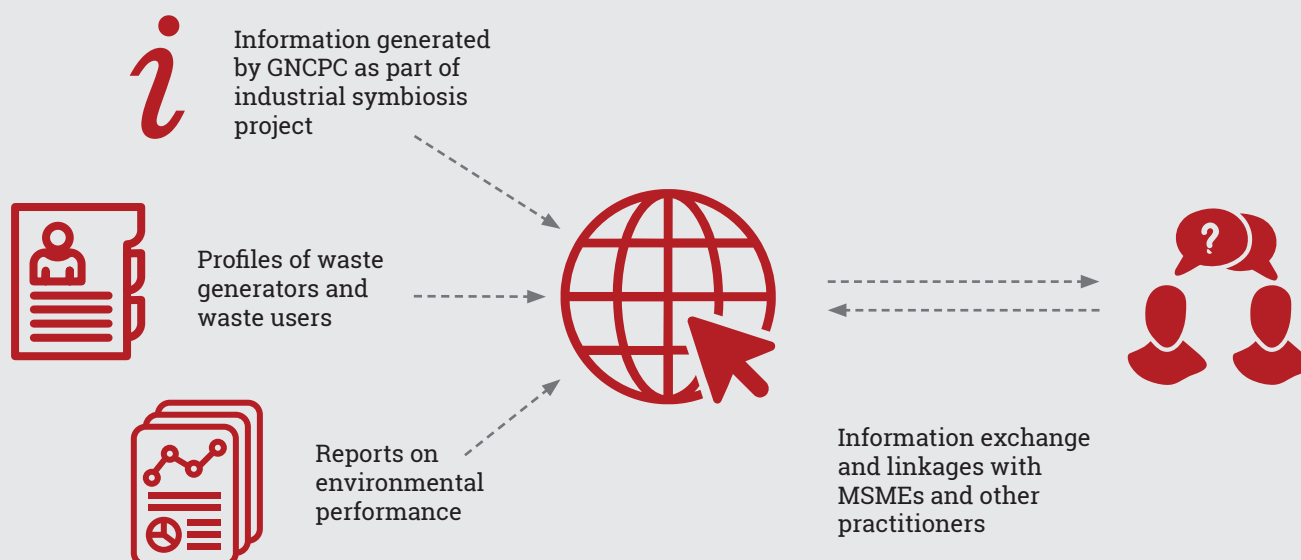 Information generated
by GNCPC as part of
industrial symbiosis
project
Profiles of waste
generators and
waste users
Reports on
environmental
performance
?
Information exchange
and linkages with
MSMEs and other
practitioners